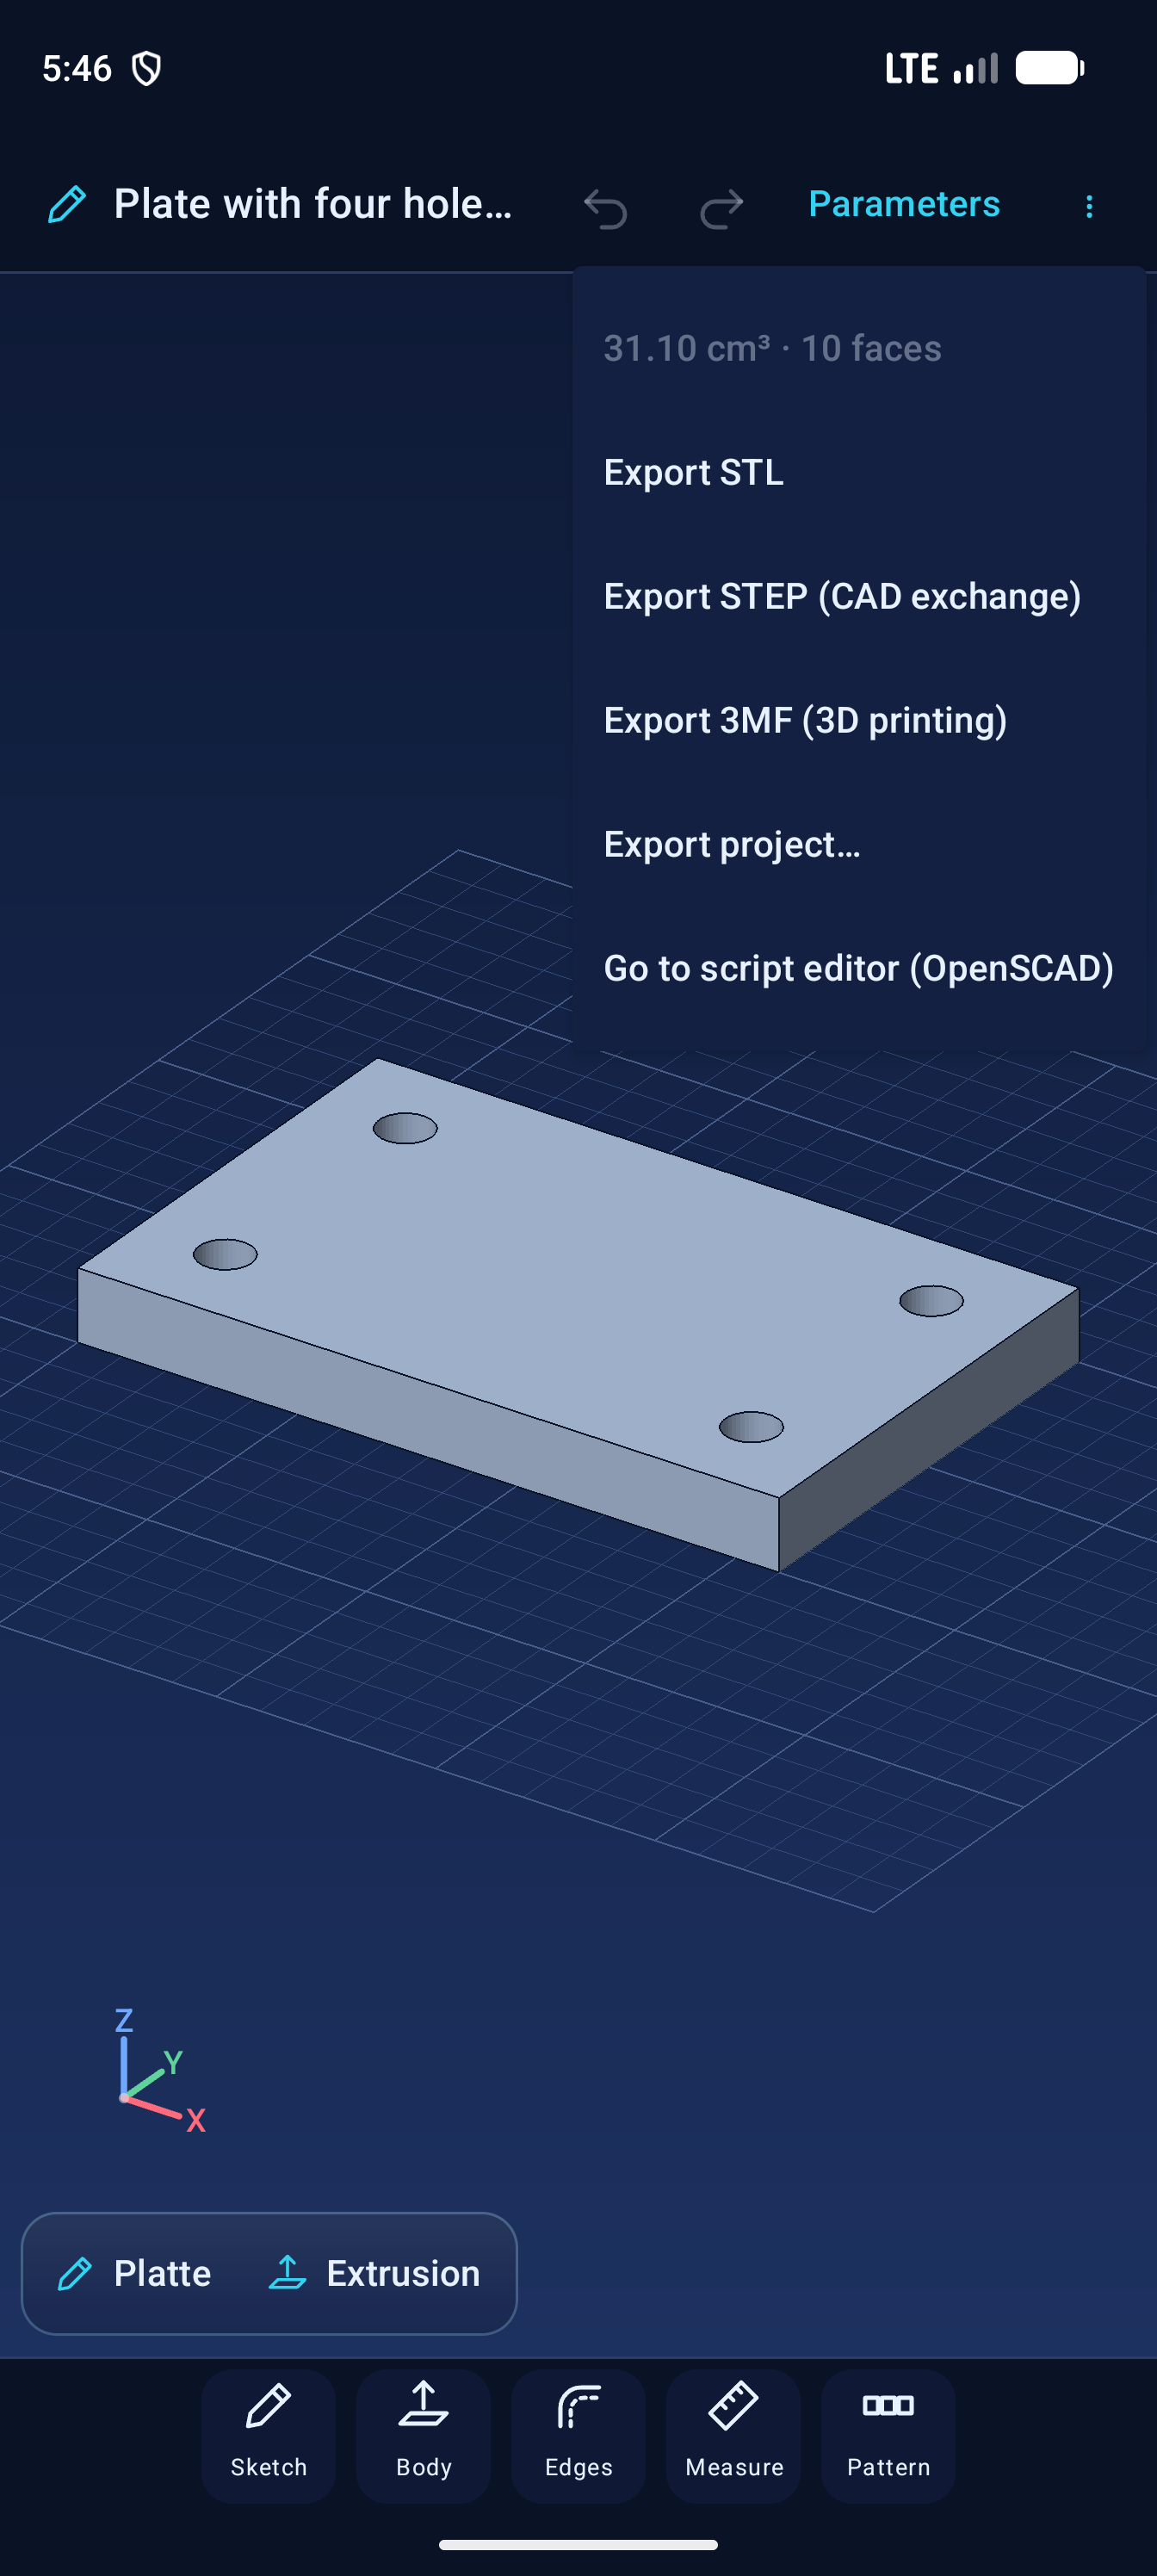 5:46
LTE
Plate with four hole…
Parameters
31.10 cm³ · 10 faces
Export STL
Export STEP (CAD exchange)
Export 3MF (3D printing)
Export project…
Go to script editor (OpenSCAD)
Z
Y
X
Platte
Extrusion
Sketch
Body
Edges
Measure
Pattern